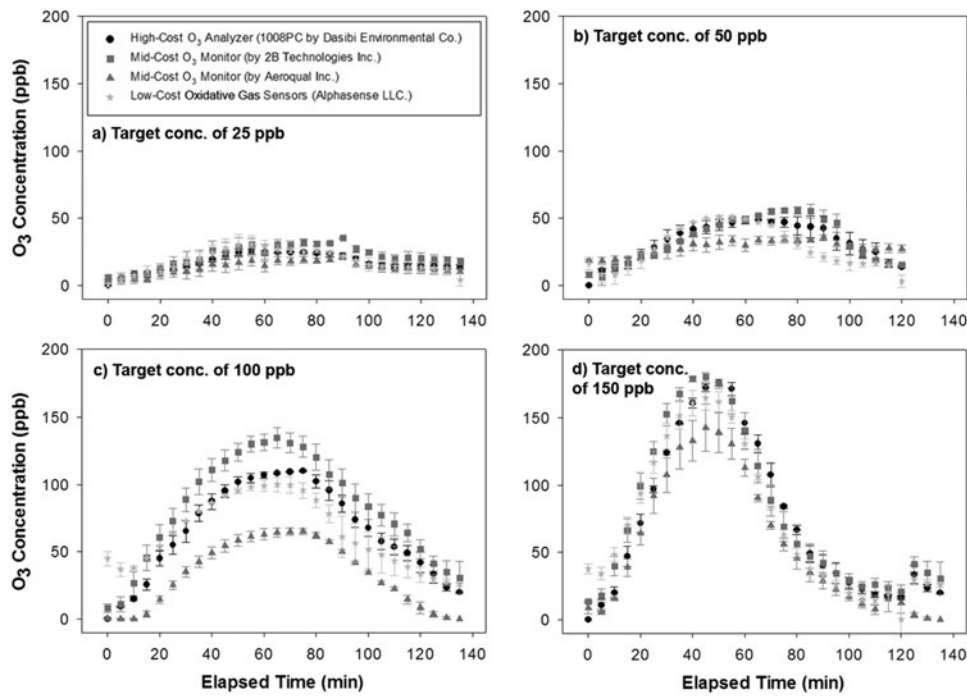 200
150
100
50
0
O3 Concentration (ppb)
High-Cost O3 Analyzer (1008PC by Dasibi Environmental Co.)
Mid-Cost O3 Monitor (by 2B Technologies Inc.)
Mid-Cost O3 Monitor (by Aeroqual Inc.)
Low-Cost Oxidative Gas Sensors (Alphasense LLC.)
a) Target conc. of 25 ppb
0 20 40 60 80 100 120 140
200
150
100
50
0
b) Target conc. of 50 ppb
0 20 40 60 80 100 120 140
200
150
100
50
0
O3 Concentration (ppb)
c) Target conc. of 100 ppb
0 20 40 60 80 100 120 140
Elapsed Time (min)
200
150
100
50
0
d) Target conc.
of 150 ppb
0 20 40 60 80 100 120 140
Elapsed Time (min)